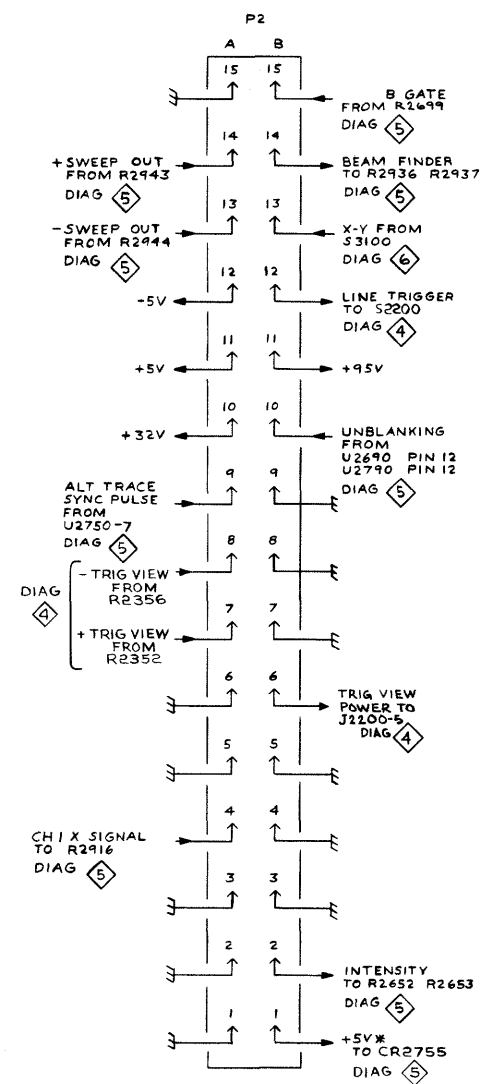 P2
A B
15 15
B GATE
FROM R2699
DIAG 5
14 14
+ SWEEP OUT
FROM R2943
DIAG 5
BEAM FINDER
TO R2936 R2937
DIAG 5
13 13
- SWEEP OUT
FROM R2944
DIAG 5
X-Y FROM
S3100
DIAG 6
12 12
-5V
LINE TRIGGER
TO S2200
DIAG 4
11 11
+5V
+95V
10 10
+32V
UNBLANKING
FROM
U2690 PIN 12
U2790 PIN 12
DIAG 5
9 9
ALT TRACE
SYNC PULSE
FROM
U2750-7
DIAG 5
8 8
DIAG
4
- TRIG VIEW
FROM
R2356
7 7
+ TRIG VIEW
FROM
R2352
6 6
TRIG VIEW
POWER TO
J2200-5
DIAG 4
5 5
4 4
CH 1 X SIGNAL
TO R2916
DIAG 5
3 3
2 2
INTENSITY
TO R2652 R2653
DIAG 5
1 1
+5V*
TO CR2755
DIAG 5